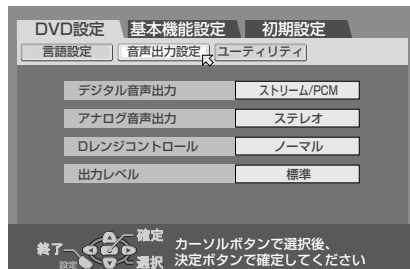 DVD設定 基本機能設定 初期設定
言語設定 音声出力設定 ユーティリティ
デジタル音声出力 ストリーム/PCM
アナログ音声出力 ステレオ
Dレンジコントロール ノーマル
出力レベル 標準
確定
終了
設定 選択
カーソルボタンで選択後、
決定ボタンで確定してください